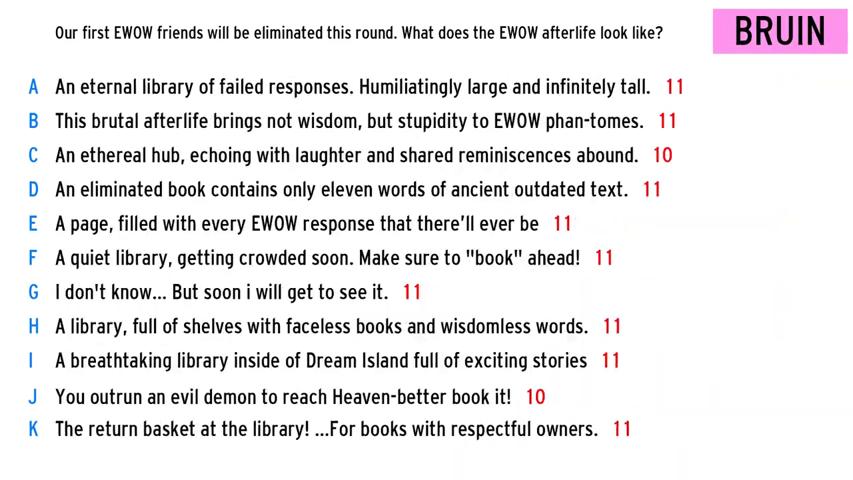 Our first EWOW friends will be eliminated this round. What does the EWOW afterlife look like?
BRUIN
A An eternal library of failed responses. Humiliatingly large and infinitely tall. 11
B This brutal afterlife brings not wisdom, but stupidity to EWOW phan-tomes. 11
C An ethereal hub, echoing with laughter and shared reminiscences abound. 10
D An eliminated book contains only eleven words of ancient outdated text. 11
E A page, filled with every EWOW response that there'll ever be 11
F A quiet library, getting crowded soon. Make sure to "book" ahead! 11
G I don't know... But soon i will get to see it. 11
H A library, full of shelves with faceless books and wisdomless words. 11
I A breathtaking library inside of Dream Island full of exciting stories 11
J You outrun an evil demon to reach Heaven-better book it! 10
K The return basket at the library! ...For books with respectful owners. 11